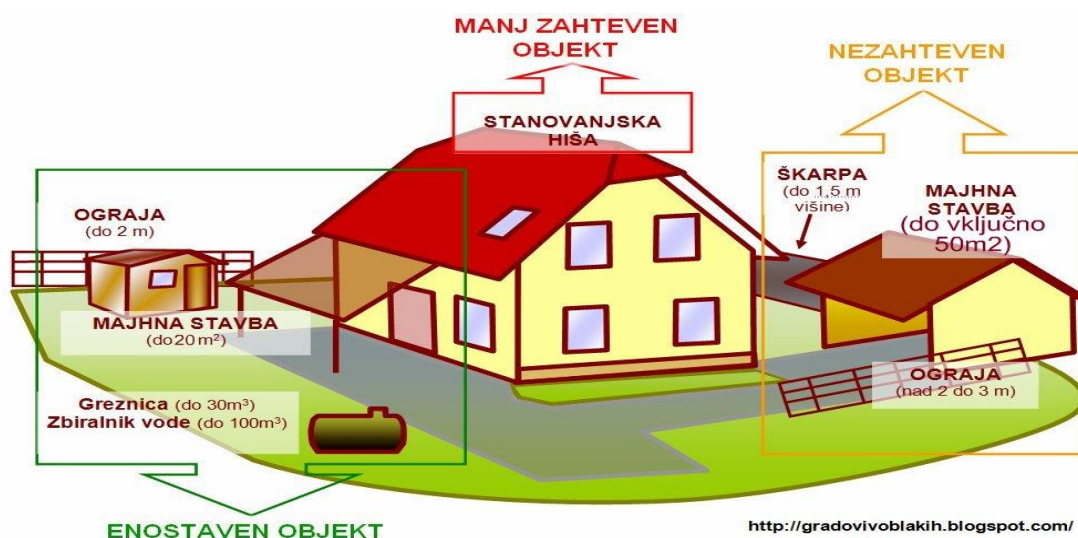 MANJ ZAHTEVEN
OBJEKT
NEZAHTEVEN
OBJEKT
STANOVANJSKA
HIŠA
ŠKARPA
(do 1,5 m
višine)
MAJHNA
STAVBA
(do vključno
50m2)
OGRAJA
(do 2 m)
MAJHNA STAVBA
(do20 m²)
OGRAJA
(nad 2 do 3 m)
Greznica (do 30m³)
Zbiralnik vode (do 100m³)
ENOSTAVEN OBJEKT
http://gradovivoblakih.blogspot.com/